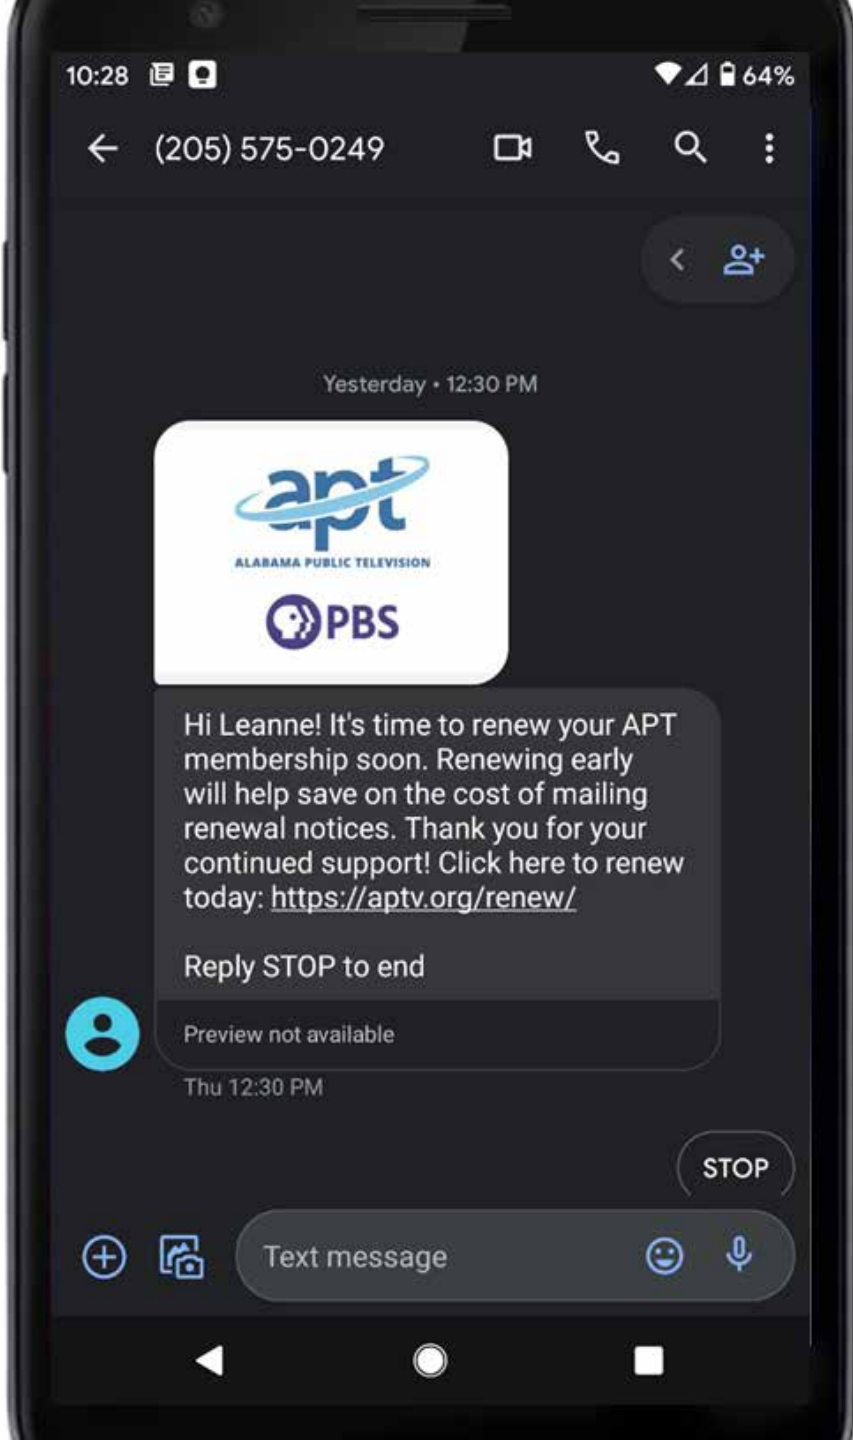 10:28
64%
(205) 575-0249
Yesterday • 12:30 PM
apt
ALABAMA PUBLIC TELEVISION
PBS
Hi Leanne! It's time to renew your APT
membership soon. Renewing early
will help save on the cost of mailing
renewal notices. Thank you for your
continued support! Click here to renew
today: https://aptv.org/renew/
Reply STOP to end
Preview not available
Thu 12:30 PM
STOP
Text message